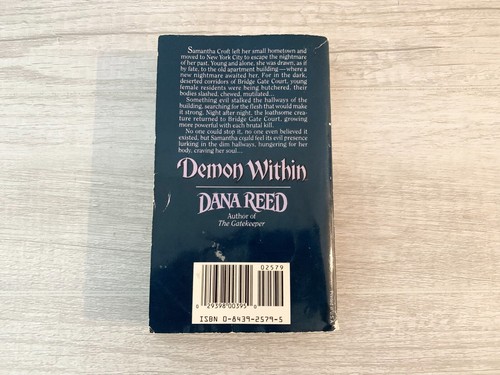 Samantha Croft left her small hometown and
moved to New York City to escape the nightmare
of her past. Young and alone, she was drawn, as if
by fate, to the old apartment building—where a
new nightmare awaited her. For in the dark,
deserted corridors of Bridge Gate Court, young
female residents were being butchered, their
bodies slashed, chewed, mutilated...
Something evil stalked the hallways of the
building, searching for the flesh that would make
it strong. Night after night, the loathsome crea-
ture returned to Bridge Gate Court, growing
more powerful with each brutal kill.
No one could stop it, no one even believed it
existed, but Samantha could feel its evil presence
lurking in the dim hallways, hungering for her
body, craving her soul....
Demon Within
DANA REED
Author of
The Gatekeeper
02579
0 29398 00395 0
ISBN 0-8439-2579-5